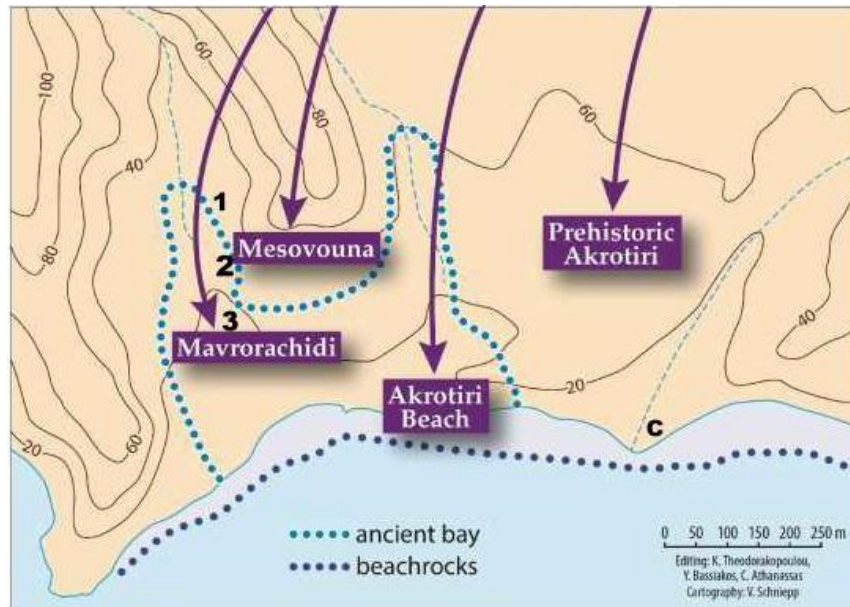 60
60
100
80
60
40
1
Mesovouna
Prehistoric
Akrotiri
2
3
Mavrorachidi
80
40
Akrotiri
Beach
20
C
20
60
ancient bay
beachrocks
0 50 100 150 200 250 m
Editing: K. Theodorakopoulou,
Y. Bassiakos, C. Athanassas
Cartography: V. Schniepp